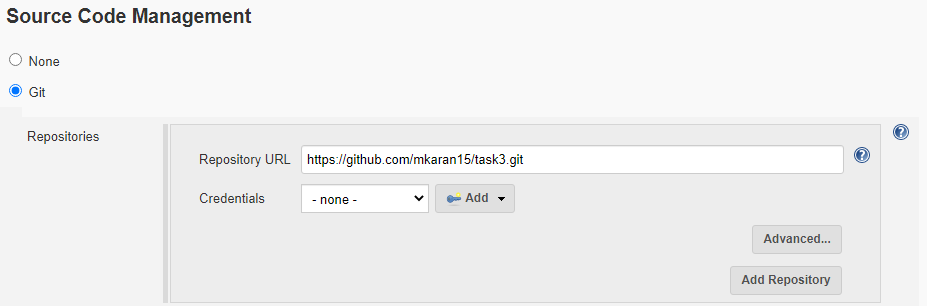 Source Code Management
None
Git
Repositories
Repository URL https://github.com/mkaran15/task3.git
Credentials - none - Add
Advanced...
Add Repository